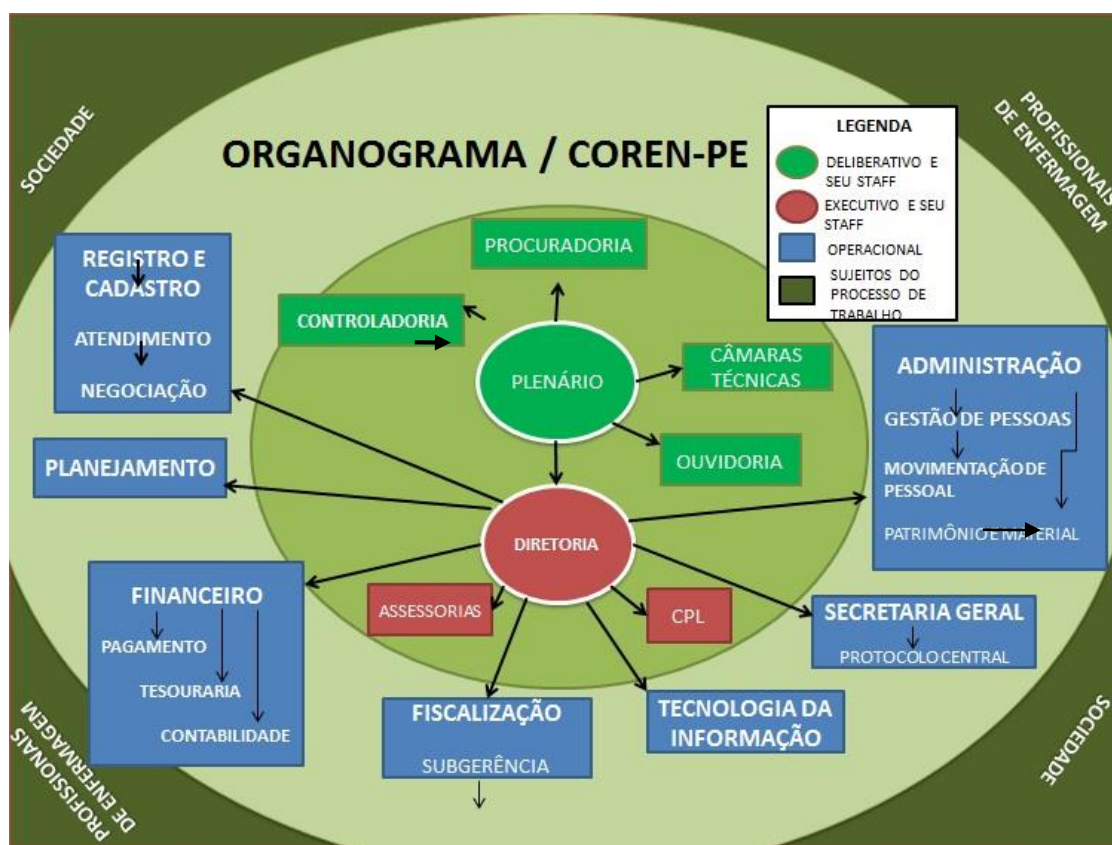 SOCIEDADE
PROFISSIONAIS
DE ENFERMAGEM
ORGANOGRAMA / COREN-PE
LEGENDA
DELIBERATIVO E
SEU STAFF
EXECUTIVO E SEU
STAFF
OPERACIONAL
SUJEITOS DO
PROCESSO DE
TRABALHO
PROCURADORIA
REGISTRO E
CADASTRO
ATENDIMENTO
NEGOCIAÇÃO
CONTROLADORIA
PLENÁRIO
CÂMARAS
TÉCNICAS
OUVIDORIA
ADMINISTRAÇÃO
GESTÃO DE PESSOAS
MOVIMENTAÇÃO DE
PESSOAL
PATRIMÔNIO E MATERIAL
PLANEJAMENTO
DIRETORIA
FINANCEIRO
PAGAMENTO
TESOURARIA
CONTABILIDADE
ASSESSORIAS
CPL
SECRETARIA GERAL
PROTOCOLO CENTRAL
FISCALIZAÇÃO
SUBGERÊNCIA
TECNOLOGIA DA
INFORMAÇÃO
PROFISSIONAIS
DE ENFERMAGEM
SOCIEDADE